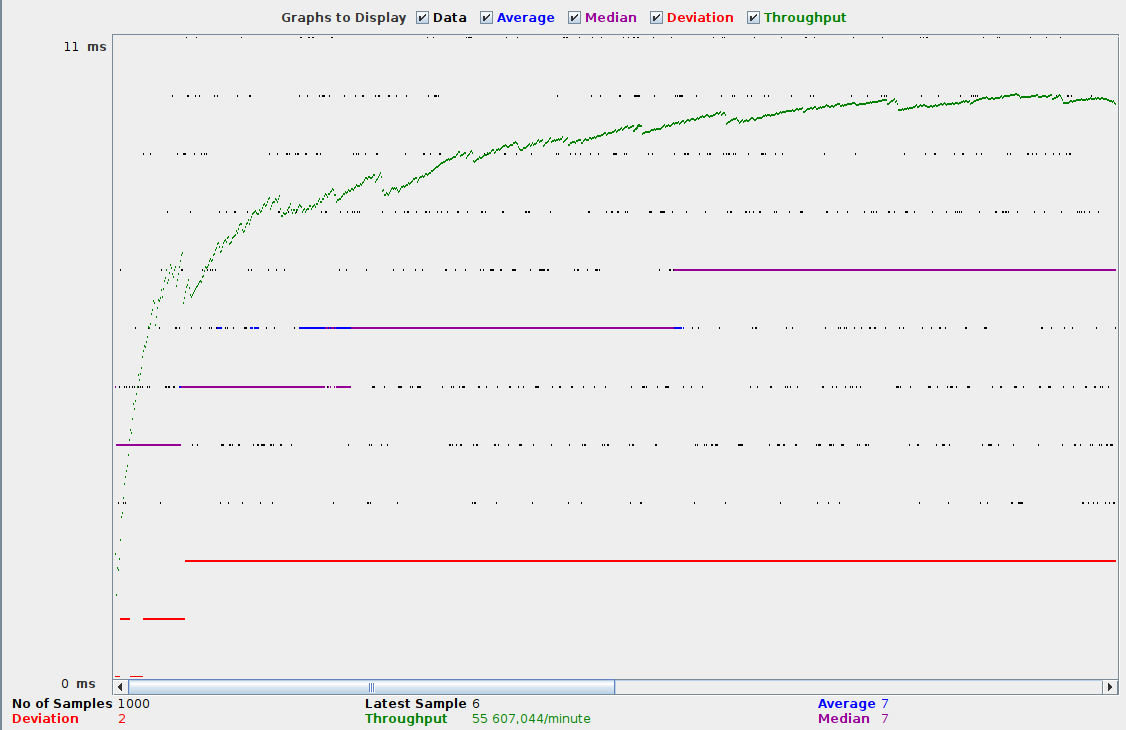 Graphs to Display Data Average Median Deviation Throughput
11 ms
0 ms
No of Samples 1000 Latest Sample 6 Average 7
Deviation 2 Throughput 55 607,044/minute Median 7